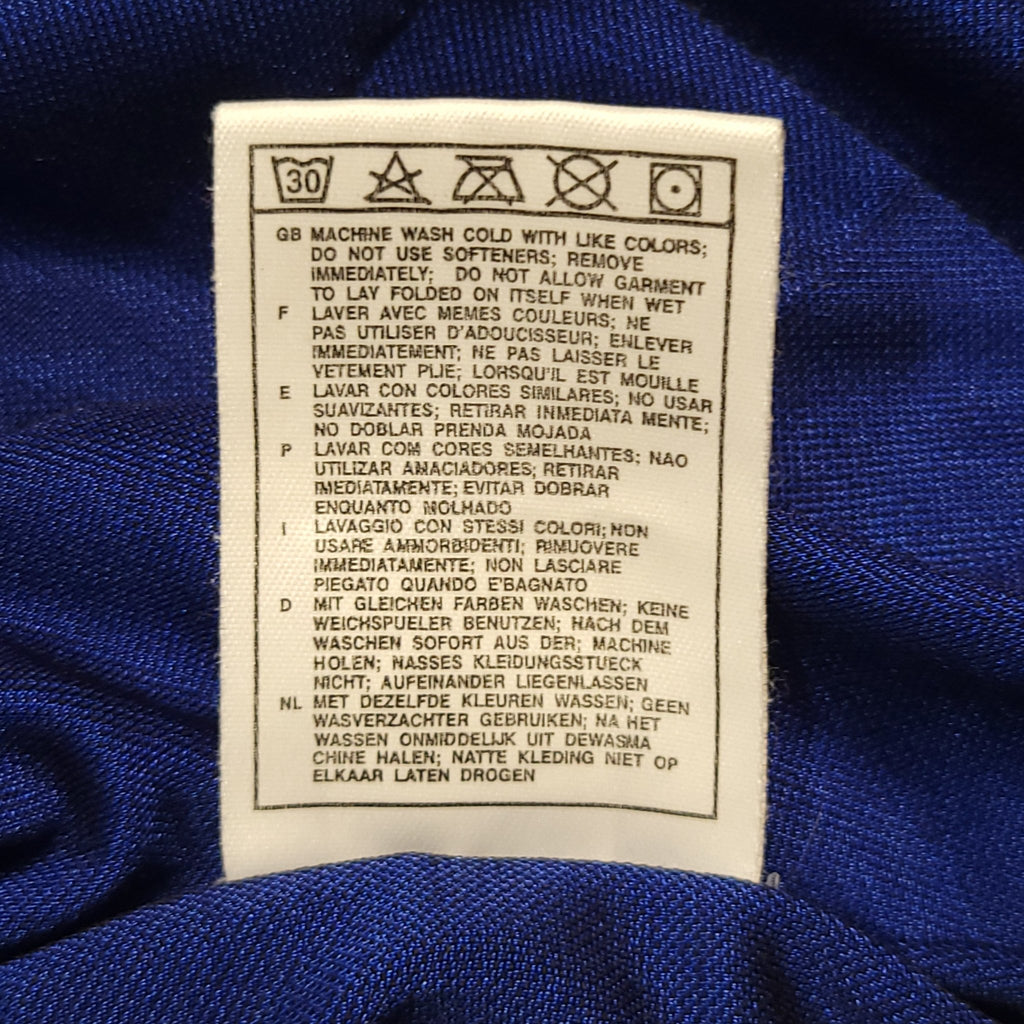 30
GB MACHINE WASH COLD WITH LIKE COLORS;
DO NOT USE SOFTENERS; REMOVE
IMMEDIATELY; DO NOT ALLOW GARMENT
TO LAY FOLDED ON ITSELF WHEN WET
F LAVER AVEC MEMES COULEURS; NE
PAS UTILISER D'ADOUCISSEUR; ENLEVER
IMMEDIATEMENT; NE PAS LAISSER LE
VETEMENT PLIE; LORSQU'IL EST MOUILLE
E LAVAR CON COLORES SIMILARES; NO USAR
SUAVIZANTES; RETIRAR INMEDIATA MENTE;
NO DOBLAR PRENDA MOJADA
P LAVAR COM CORES SEMELHANTES; NAO
UTILIZAR AMACIADORES; RETIRAR
IMEDIATAMENTE; EVITAR DOBRAR
ENQUANTO MOLHADO
I LAVAGGIO CON STESSI COLORI; NON
USARE AMMORBIDENTI; RIMUOVERE
IMMEDIATAMENTE; NON LASCIARE
PIEGATO QUANDO E'BAGNATO
D MIT GLEICHEN FARBEN WASCHEN; KEINE
WEICHSPUELER BENUTZEN; NACH DEM
WASCHEN SOFORT AUS DER; MACHINE
HOLEN; NASSES KLEIDUNGSSTUECK
NICHT; AUFEINANDER LIEGENLASSEN
NL MET DEZELFDE KLEUREN WASSEN; GEEN
WASVERZACHTER GEBRUIKEN; NA HET
WASSEN ONMIDDELIJK UIT DEWASMA
CHINE HALEN; NATTE KLEDING NIET OP
ELKAAR LATEN DROGEN